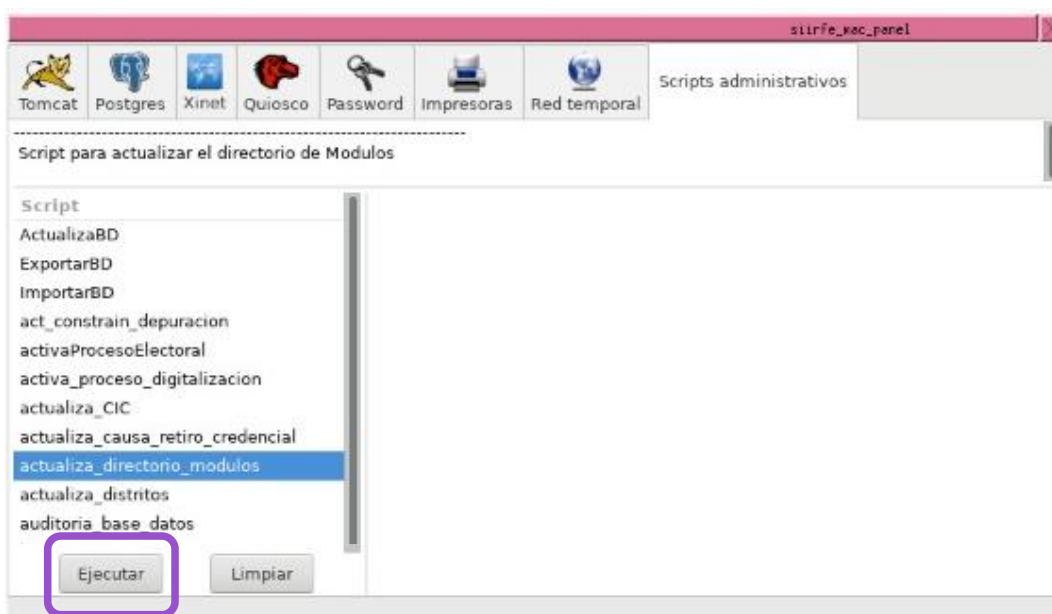 siirfe_mac_panel
Tomcat Postgres Xinet Quiosco Password Impresoras Red temporal Scripts administrativos
Script para actualizar el directorio de Modulos
Script
ActualizaBD
ExportarBD
ImportarBD
act_constrain_depuracion
activaProcesoElectoral
activa_proceso_digitalizacion
actualiza_CIC
actualiza_causa_retiro_credencial
actualiza_directorio_modulos
actualiza_distritos
auditoria_base_datos
Ejecutar Limpiar